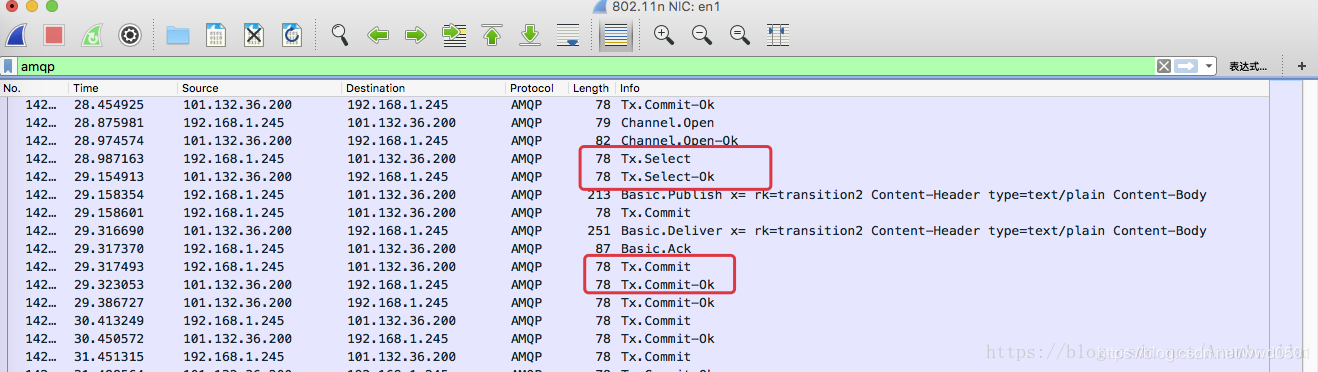 802.11n NIC: en1
amqp 表达式... +
No. Time Source Destination Protocol Length Info
142... 28.454925 101.132.36.200 192.168.1.245 AMQP 78 Tx.Commit-Ok
142... 28.875981 192.168.1.245 101.132.36.200 AMQP 79 Channel.Open
142... 28.974574 101.132.36.200 192.168.1.245 AMQP 82 Channel.Open-Ok
142... 28.987163 192.168.1.245 101.132.36.200 AMQP 78 Tx.Select
142... 29.154913 101.132.36.200 192.168.1.245 AMQP 78 Tx.Select-Ok
142... 29.158354 192.168.1.245 101.132.36.200 AMQP 213 Basic.Publish x= rk=transition2 Content-Header type=text/plain Content-Body
142... 29.158601 192.168.1.245 101.132.36.200 AMQP 78 Tx.Commit
142... 29.316690 101.132.36.200 192.168.1.245 AMQP 251 Basic.Deliver x= rk=transition2 Content-Header type=text/plain Content-Body
142... 29.317370 192.168.1.245 101.132.36.200 AMQP 87 Basic.Ack
142... 29.317493 192.168.1.245 101.132.36.200 AMQP 78 Tx.Commit
142... 29.323053 101.132.36.200 192.168.1.245 AMQP 78 Tx.Commit-Ok
142... 29.386727 101.132.36.200 192.168.1.245 AMQP 78 Tx.Commit-Ok
142... 30.413249 192.168.1.245 101.132.36.200 AMQP 78 Tx.Commit
142... 30.450572 101.132.36.200 192.168.1.245 AMQP 78 Tx.Commit-Ok
142... 31.451315 192.168.1.245 101.132.36.200 AMQP 78 Tx.Commit